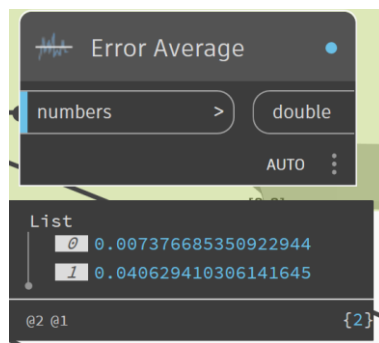 Error Average
numbers > double
AUTO
List
0 0.007376685350922944
1 0.040629410306141645
@2 @1 {2}